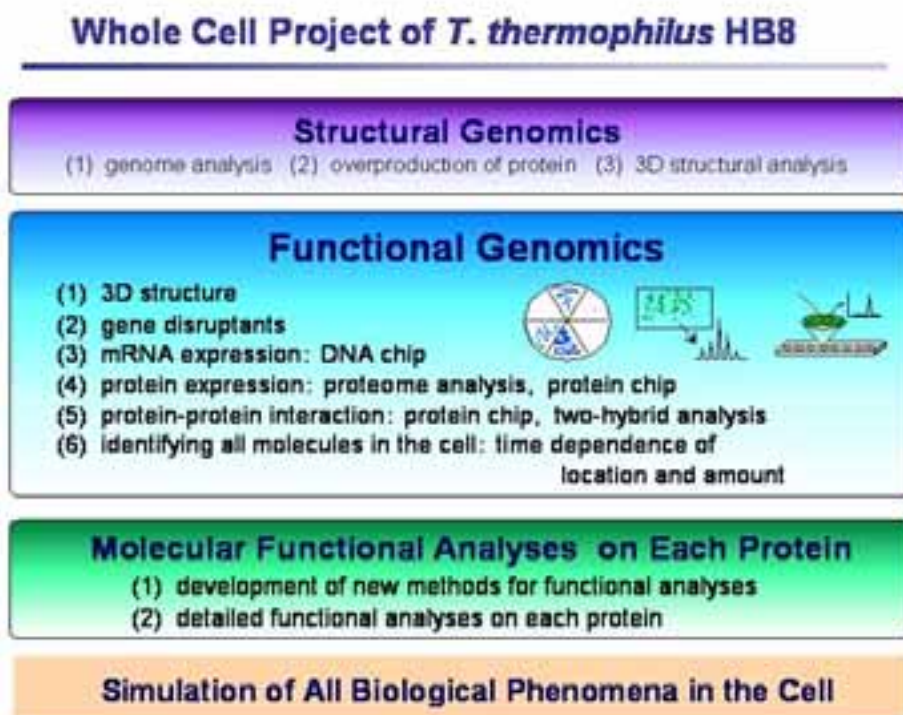 Whole Cell Project of T. thermophilus HB8
Structural Genomics
(1) genome analysis (2) overproduction of protein (3) 3D structural analysis
Functional Genomics
(1) 3D structure
(2) gene disruptants
(3) mRNA expression: DNA chip
(4) protein expression: proteome analysis, protein chip
(5) protein-protein interaction: protein chip, two-hybrid analysis
(6) identifying all molecules in the cell: time dependence of
location and amount
Molecular Functional Analyses on Each Protein
(1) development of new methods for functional analyses
(2) detailed functional analyses on each protein
Simulation of All Biological Phenomena in the Cell